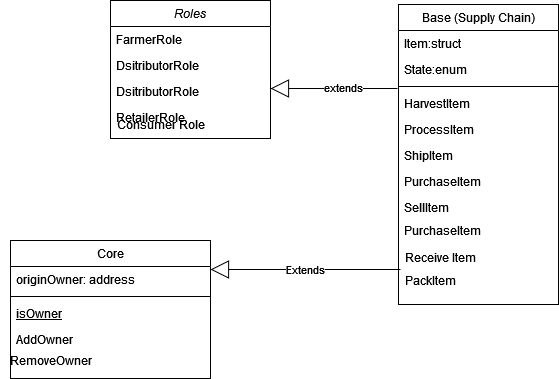 Roles
FarmerRole
DsitributorRole
DsitributorRole
RetailerRole
Consumer Role
extends
Base (Supply Chain)
Item:struct
State:enum
HarvestItem
ProcessItem
ShipItem
PurchaseItem
SellItem
PurchaseItem
Receive Item
PackItem
Core
originOwner: address
isOwner
AddOwner
RemoveOwner
Extends